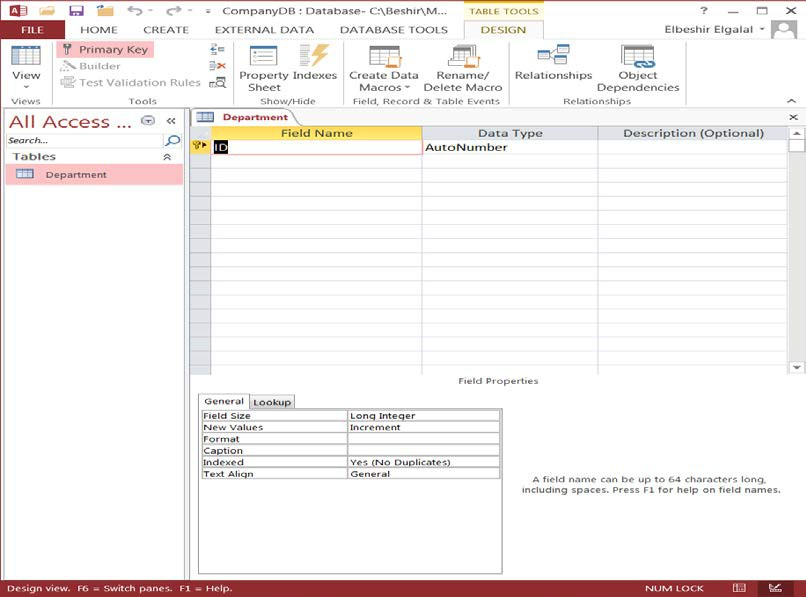 CompanyDB : Database- C:\Beshir\M...
TABLE TOOLS
FILE HOME CREATE EXTERNAL DATA DATABASE TOOLS DESIGN Elbeshir Elgalal
View
Views
Primary Key
Builder
Test Validation Rules
Tools
Property Sheet
Indexes
Show/Hide
Create Data Macros
Rename/ Delete Macro
Field, Record & Table Events
Relationships
Object Dependencies
Relationships
All Access ...
Search...
Tables
Department
Department
Field Name Data Type Description (Optional)
ID AutoNumber
Field Properties
General Lookup
Field Size Long Integer
New Values Increment
Format
Caption
Indexed Yes (No Duplicates)
Text Align General
A field name can be up to 64 characters long,
including spaces. Press F1 for help on field names.
Design view. F6 = Switch panes. F1 = Help. NUM LOCK